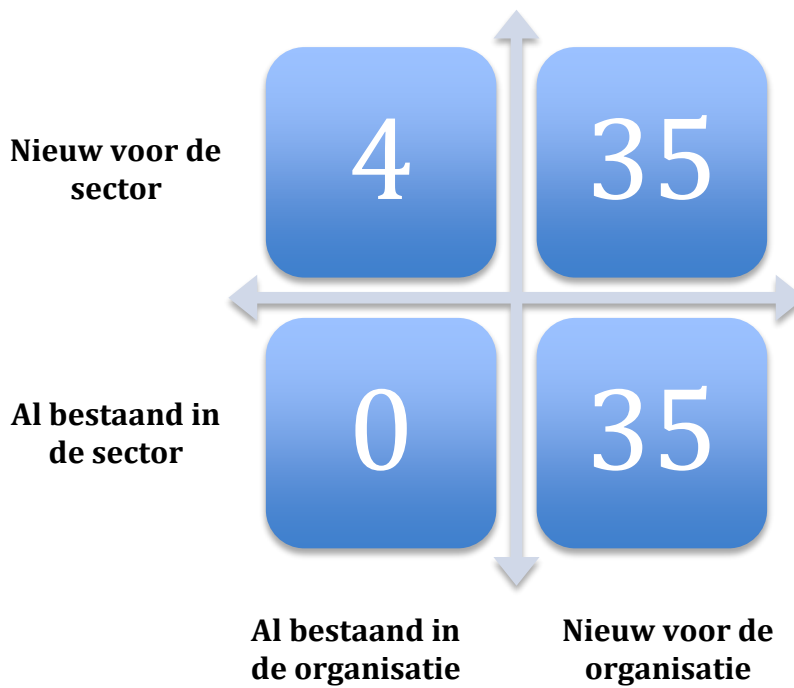 Nieuw voor de
sector
4
35
Al bestaand in
de sector
0
35
Al bestaand in
de organisatie
Nieuw voor de
organisatie